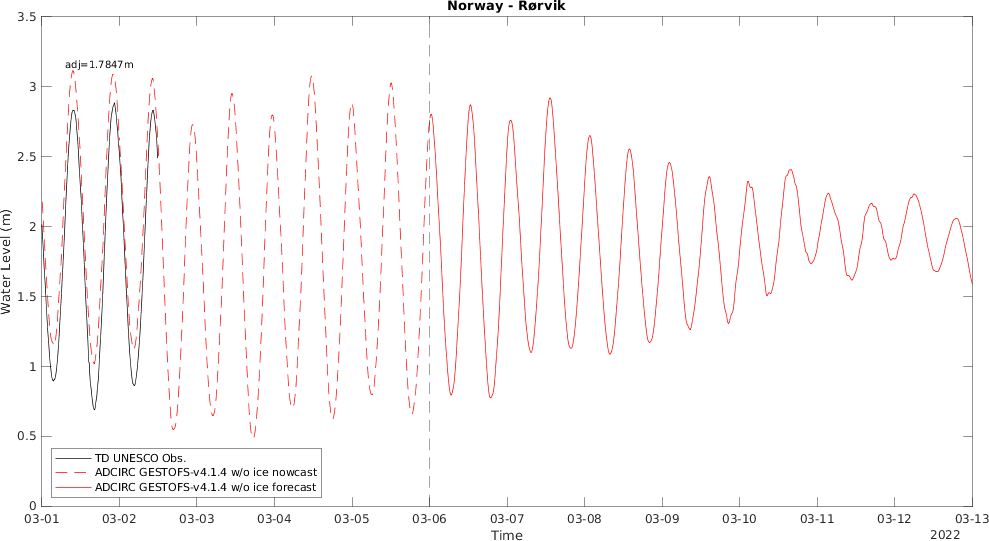 Norway - Rørvik
adj=1.7847m
3.5
3
2.5
2
1.5
1
0.5
0
Water Level (m)
TD UNESCO Obs.
ADCIRC GESTOFS-v4.1.4 w/o ice nowcast
ADCIRC GESTOFS-v4.1.4 w/o ice forecast
03-01 03-02 03-03 03-04 03-05 03-06 03-07 03-08 03-09 03-10 03-11 03-12 03-13
Time
2022